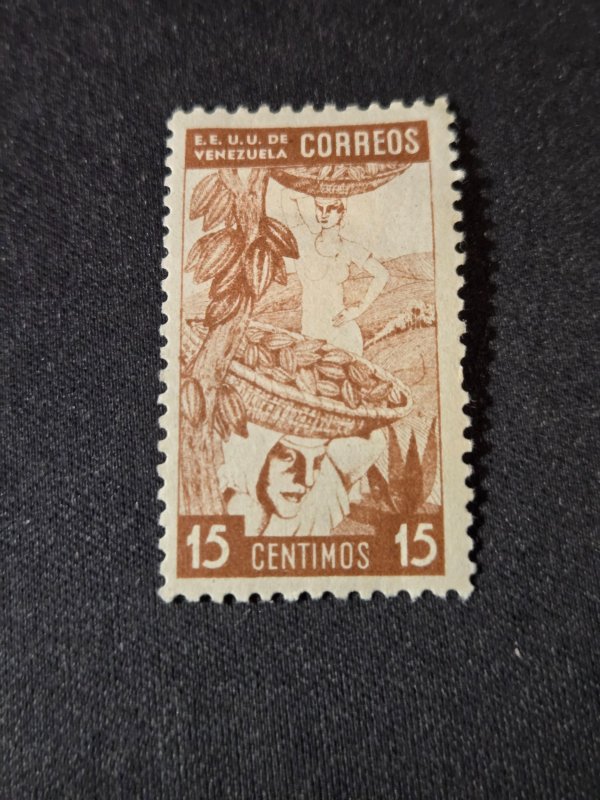 E.E.U.U. DE VENEZUELA CORREOS
15 CENTIMOS 15